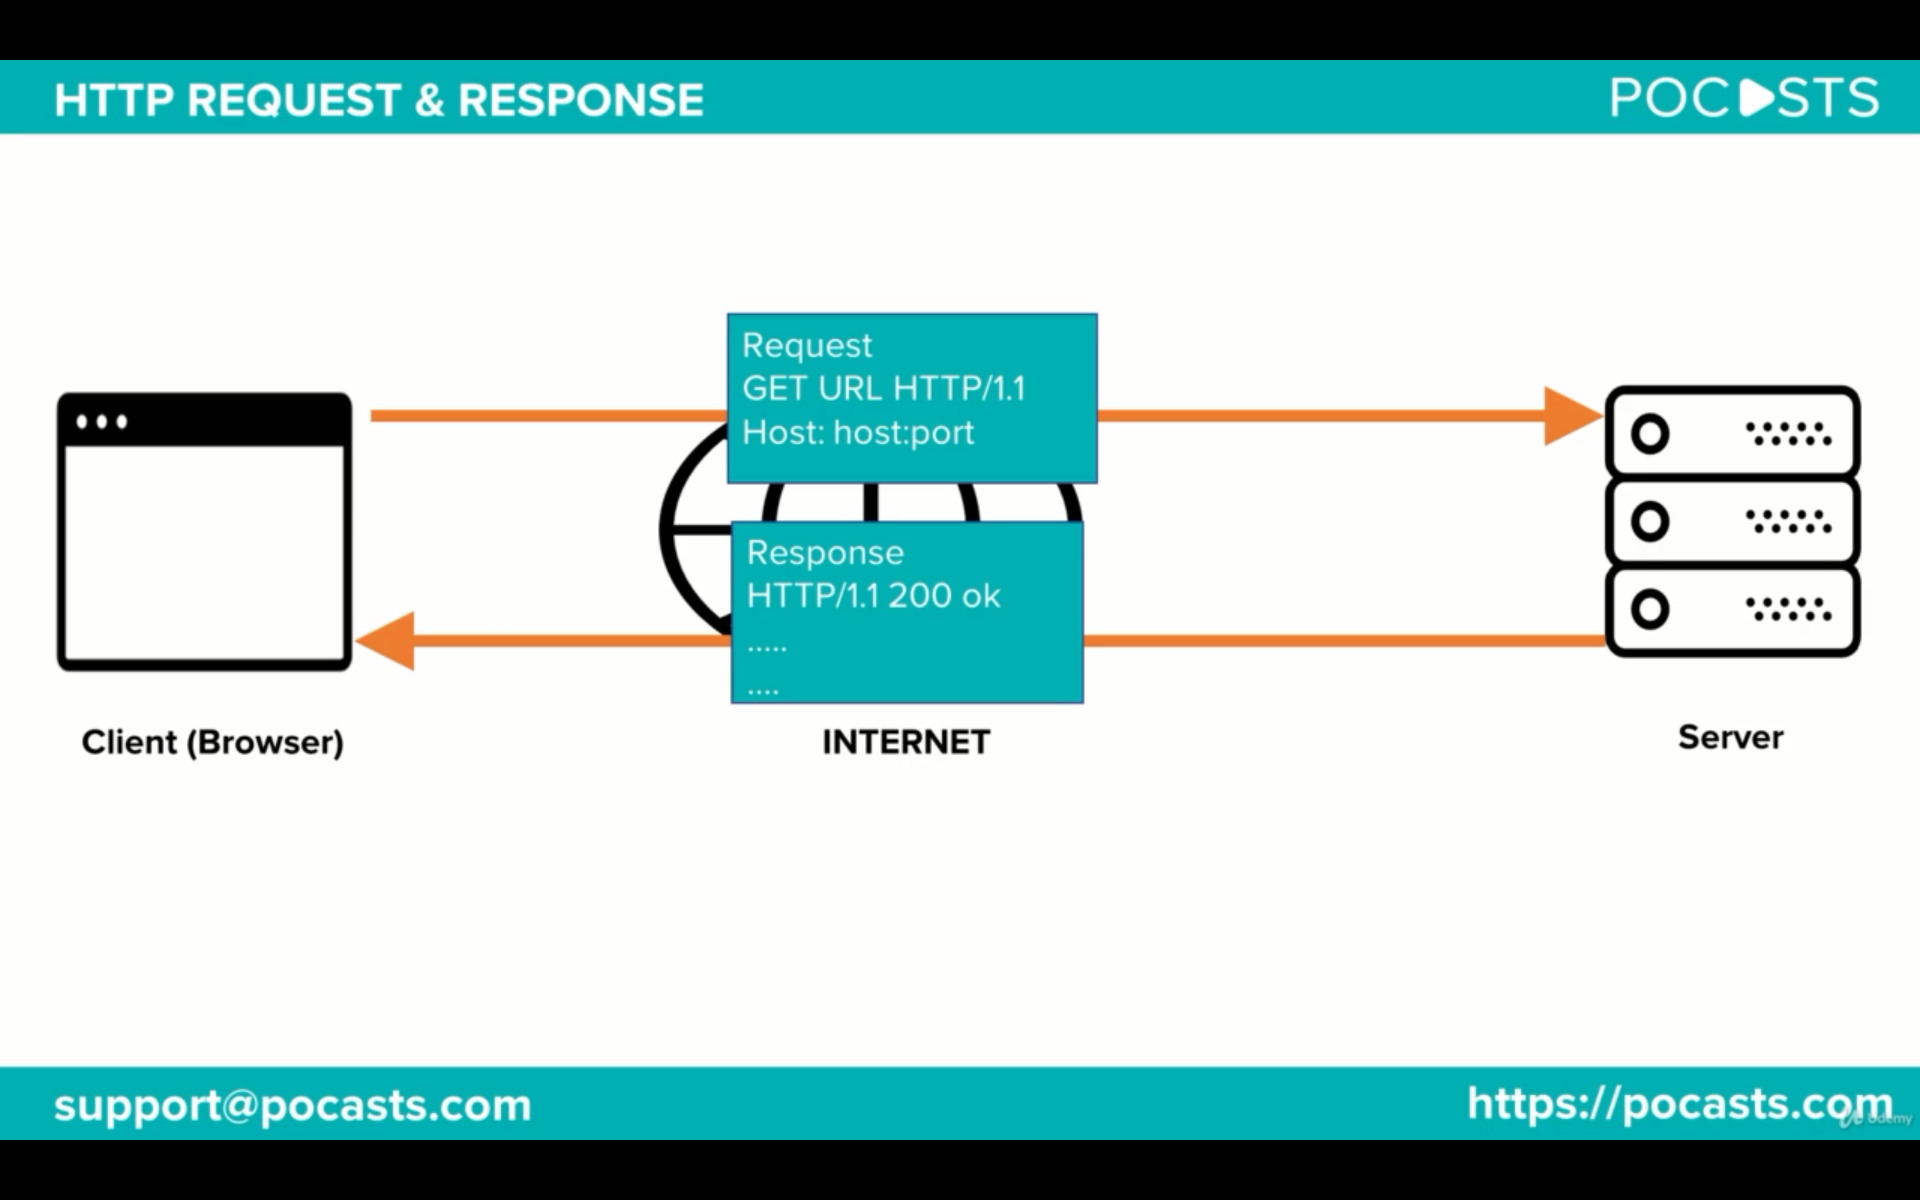 HTTP REQUEST & RESPONSE
POCASTS
Request
GET URL HTTP/1.1
Host: host:port
Response
HTTP/1.1 200 ok
.....
....
Client (Browser)
INTERNET
Server
support@pocasts.com
https://pocasts.com
Udemy